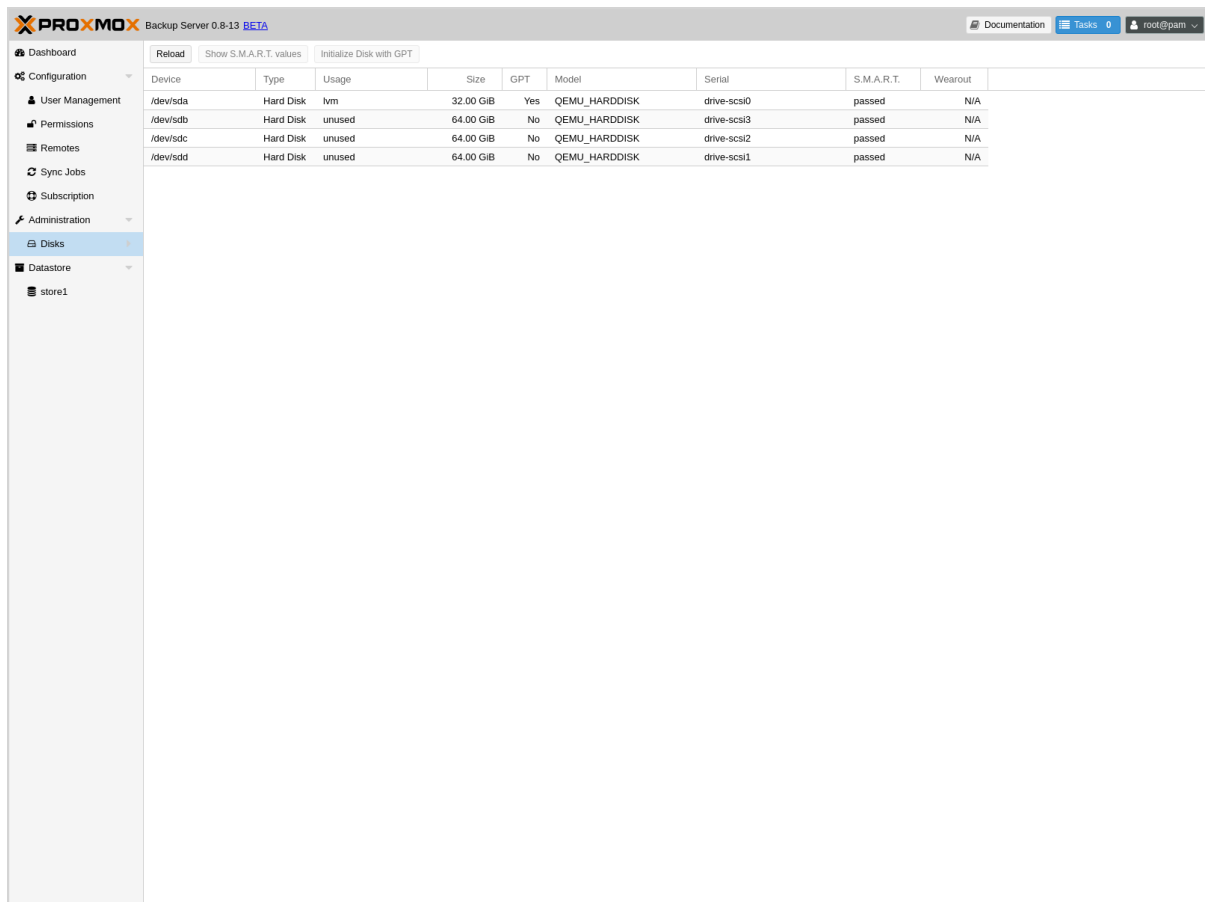 PROXMOX Backup Server 0.8-13 BETA Documentation Tasks 0 root@pam
Dashboard
Configuration
User Management
Permissions
Remotes
Sync Jobs
Subscription
Administration
Disks
Datastore
store1
Reload Show S.M.A.R.T. values Initialize Disk with GPT
Device Type Usage Size GPT Model Serial S.M.A.R.T. Wearout
/dev/sda Hard Disk lvm 32.00 GiB Yes QEMU_HARDDISK drive-scsi0 passed N/A
/dev/sdb Hard Disk unused 64.00 GiB No QEMU_HARDDISK drive-scsi3 passed N/A
/dev/sdc Hard Disk unused 64.00 GiB No QEMU_HARDDISK drive-scsi2 passed N/A
/dev/sdd Hard Disk unused 64.00 GiB No QEMU_HARDDISK drive-scsi1 passed N/A